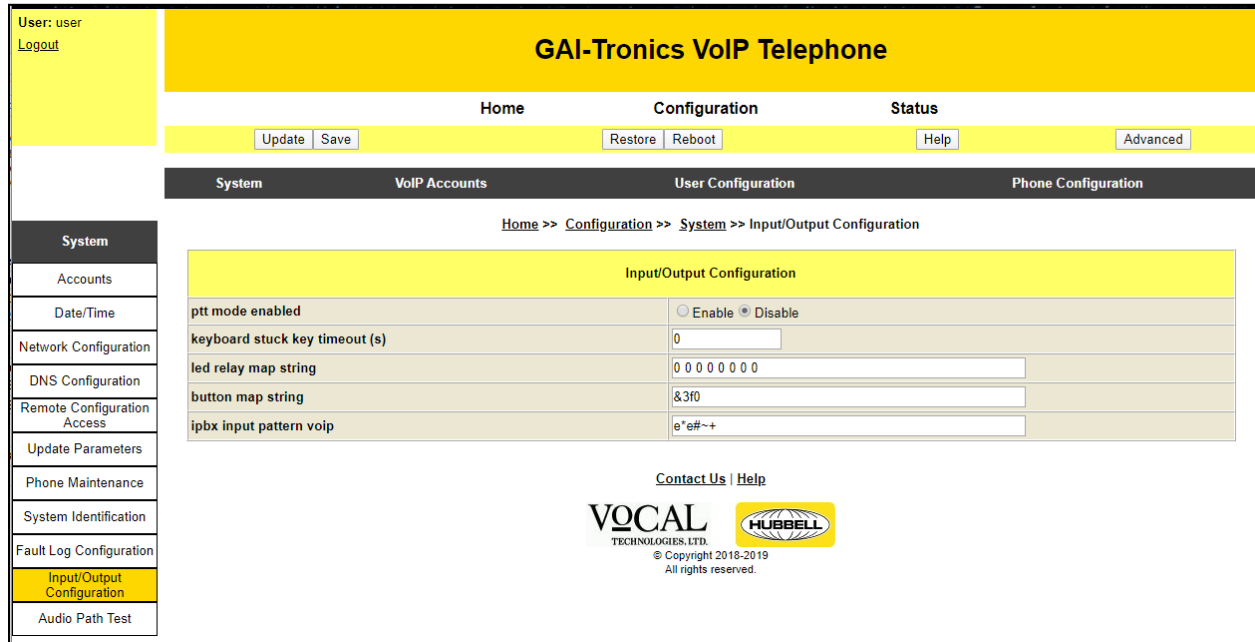 User: user
Logout
GAI-Tronics VoIP Telephone
Home Configuration Status
Update Save Restore Reboot Help Advanced
System VoIP Accounts User Configuration Phone Configuration
Home >> Configuration >> System >> Input/Output Configuration
System
Accounts
Date/Time
Network Configuration
DNS Configuration
Remote Configuration
Access
Update Parameters
Phone Maintenance
System Identification
Fault Log Configuration
Input/Output
Configuration
Audio Path Test
Input/Output Configuration
ptt mode enabled Enable Disable
keyboard stuck key timeout (s) 0
led relay map string 0 0 0 0 0 0 0 0
button map string &3f0
ipbx input pattern voip e*e#~+
Contact Us | Help
VOCAL
TECHNOLOGIES, LTD.
HUBBELL
© Copyright 2018-2019
All rights reserved.